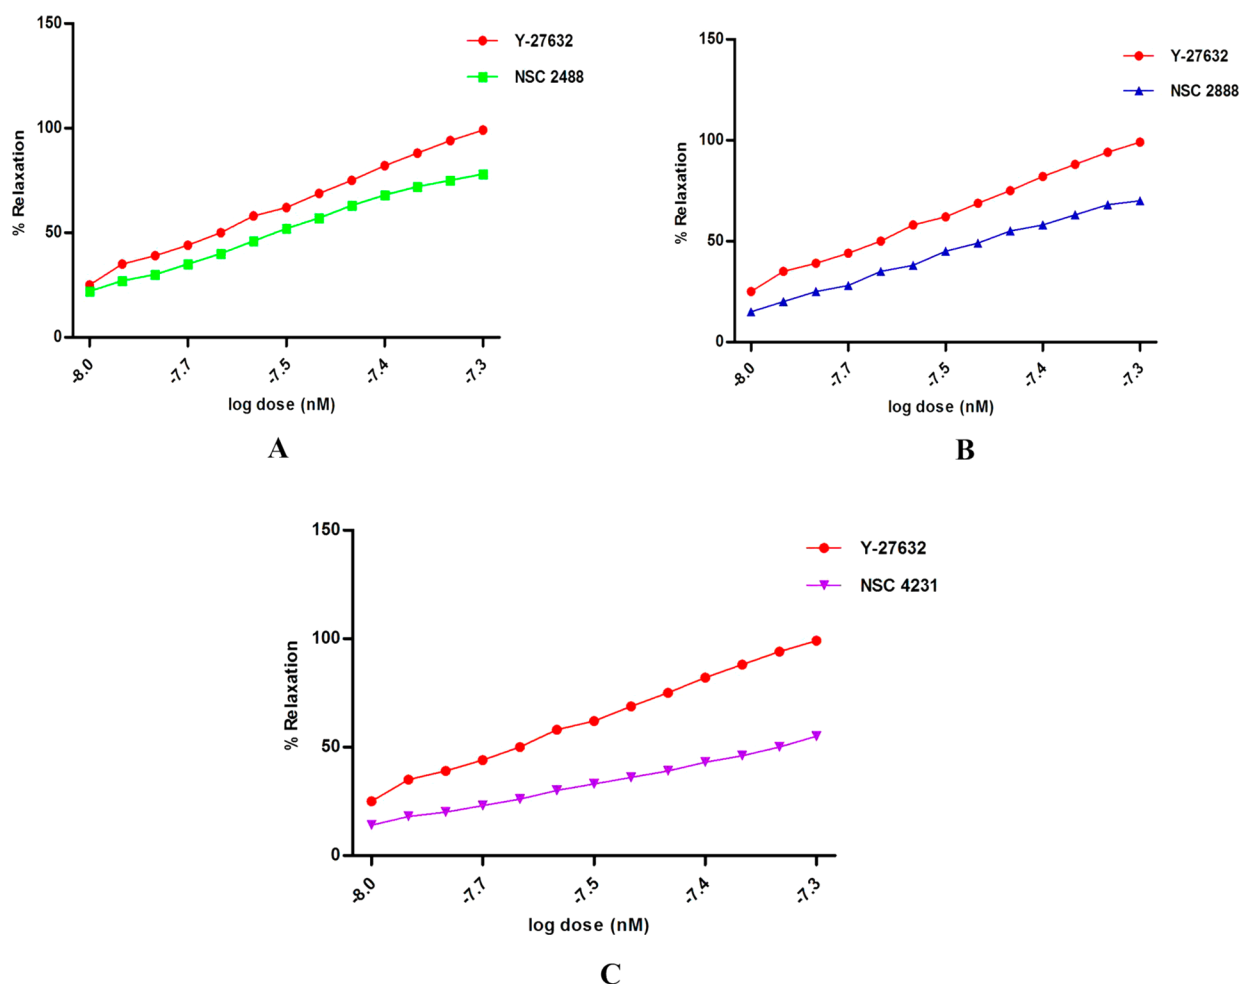 150
100
50
0
% Relaxation
Y-27632
NSC 2488
-8.0 -7.7 -7.5 -7.4 -7.3
log dose (nM)
A
150
100
50
0
% Relaxation
Y-27632
NSC 2888
-8.0 -7.7 -7.5 -7.4 -7.3
log dose (nM)
B
150
100
50
0
% Relaxation
Y-27632
NSC 4231
-8.0 -7.7 -7.5 -7.4 -7.3
log dose (nM)
C